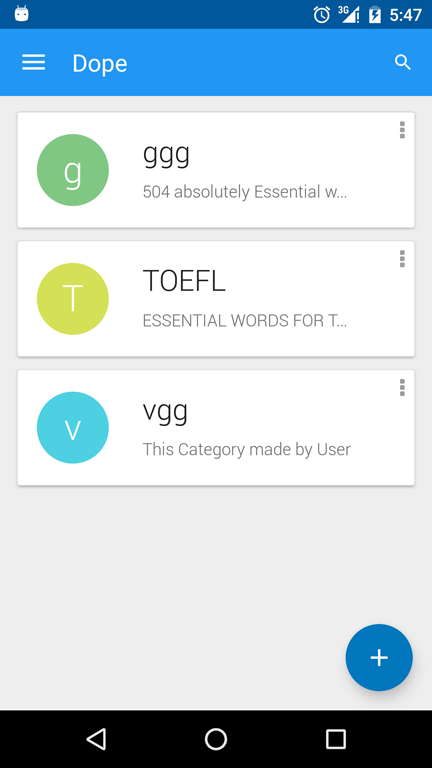 3G 5:47
Dope
g
ggg
504 absolutely Essential w...
T
TOEFL
ESSENTIAL WORDS FOR T...
v
vgg
This Category made by User